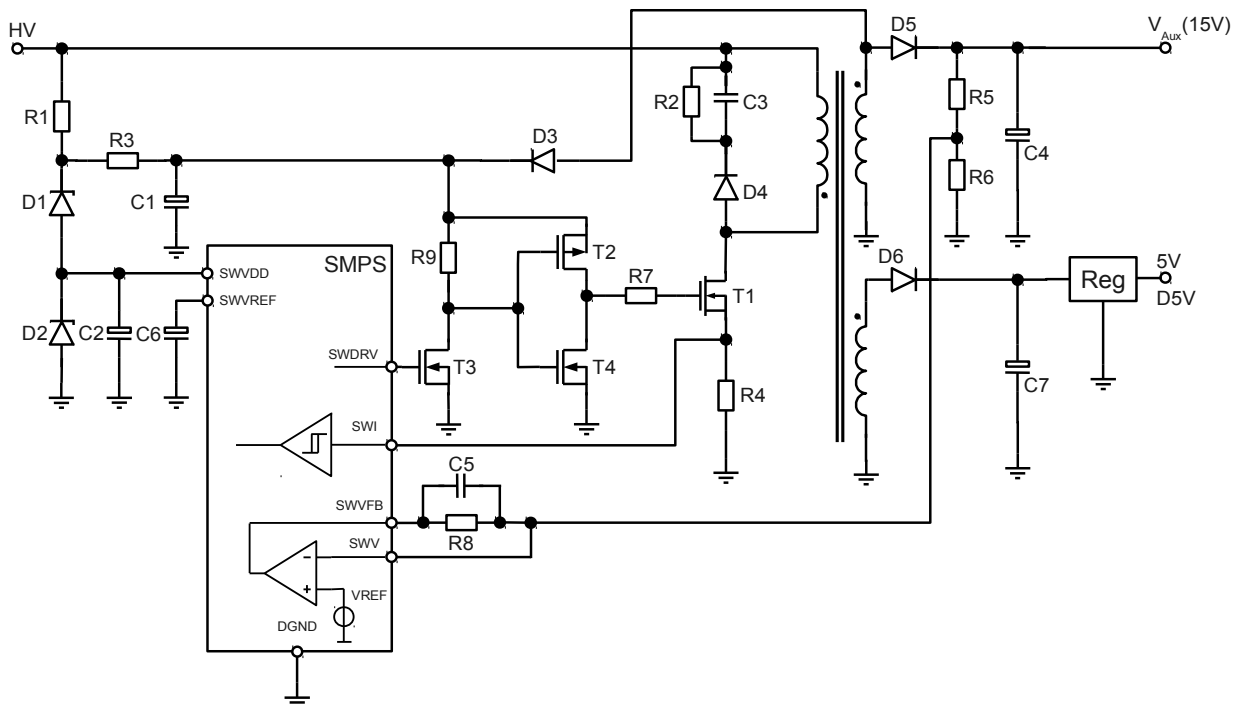 HV
D5
V Aux (15V)
R1
R2
C3
R5
R3
D3
C4
D1
C1
D4
R6
SMPS
R9
T2
D6
5V
SWVDD
R7
Reg
SWVREF
T1
D5V
D2
C2
C6
SWDRV
T3
T4
R4
C7
SWI
C5
SWVFB
R8
SWV
–
+
VREF
DGND